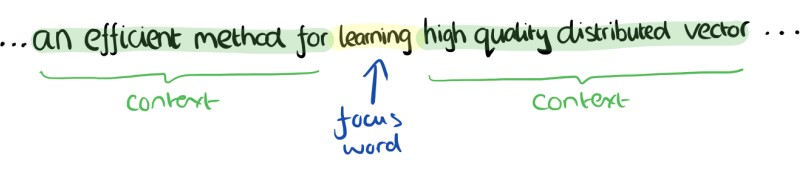 ...an efficient method for learning high quality distributed vector ...
context
context
focus
word